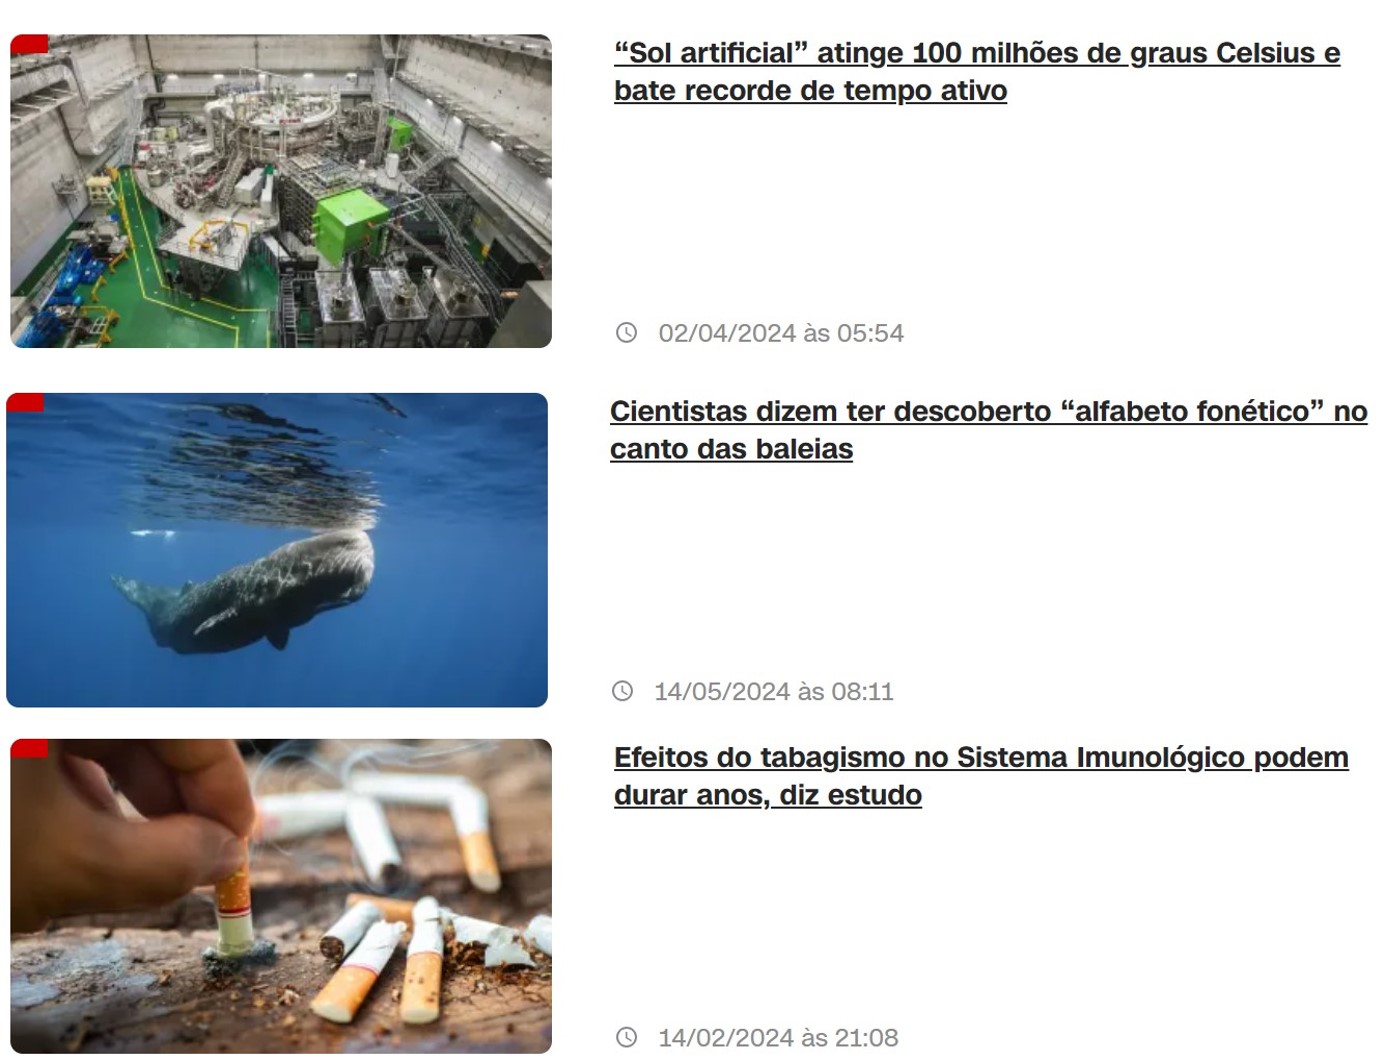 “Sol artificial” atinge 100 milhões de graus Celsius e
bate recorde de tempo ativo
02/04/2024 às 05:54
Cientistas dizem ter descoberto “alfabeto fonético” no
canto das baleias
14/05/2024 às 08:11
Efeitos do tabagismo no Sistema Imunológico podem
durar anos, diz estudo
14/02/2024 às 21:08